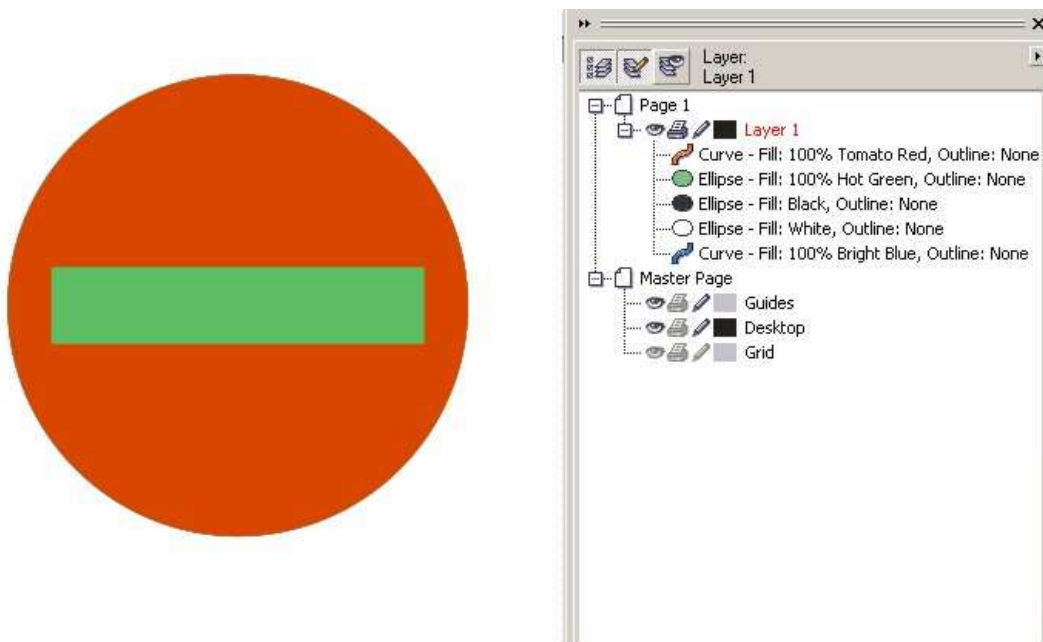 Layer:
Layer 1
Page 1
Layer 1
Curve - Fill: 100% Tomato Red, Outline: None
Ellipse - Fill: 100% Hot Green, Outline: None
Ellipse - Fill: Black, Outline: None
Ellipse - Fill: White, Outline: None
Curve - Fill: 100% Bright Blue, Outline: None
Master Page
Guides
Desktop
Grid